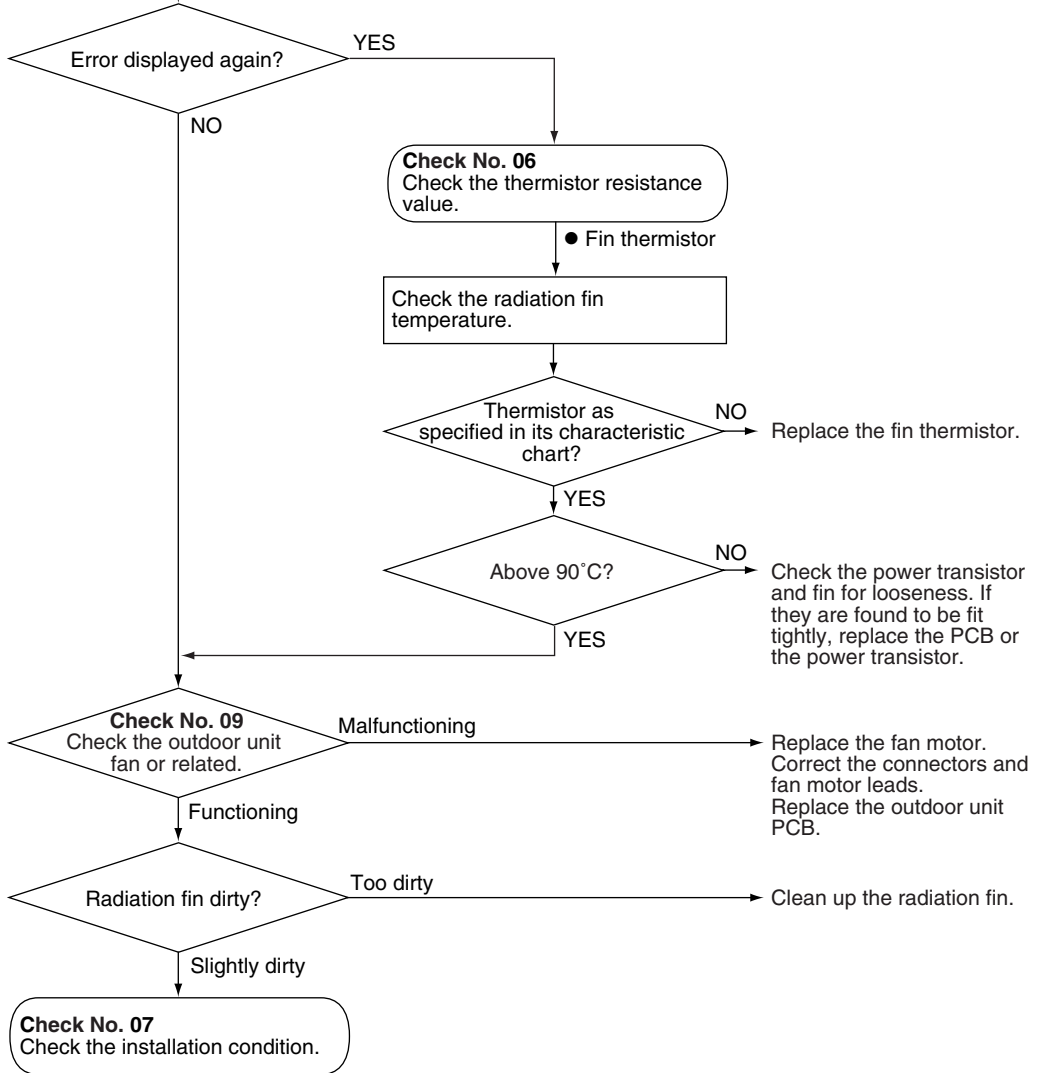 Error displayed again?
YES
NO
Check No. 06
Check the thermistor resistance
value.
● Fin thermistor
Check the radiation fin
temperature.
Thermistor as
specified in its characteristic
chart?
NO
Replace the fin thermistor.
YES
Above 90˚C?
NO
Check the power transistor
and fin for looseness. If
they are found to be fit
tightly, replace the PCB or
the power transistor.
YES
Check No. 09
Check the outdoor unit
fan or related.
Malfunctioning
Replace the fan motor.
Correct the connectors and
fan motor leads.
Replace the outdoor unit
PCB.
Functioning
Radiation fin dirty?
Too dirty
Clean up the radiation fin.
Slightly dirty
Check No. 07
Check the installation condition.